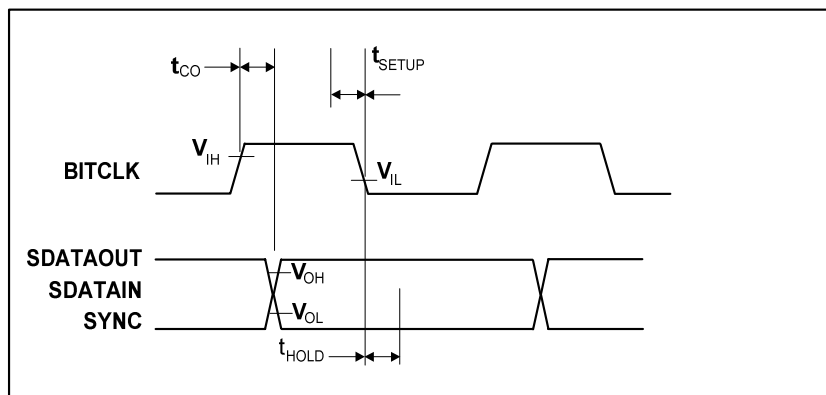 tCO
tSETUP
VIH
BITCLK
VIL
SDATAOUT
VOH
SDATAIN
SYNC
VOL
tHOLD